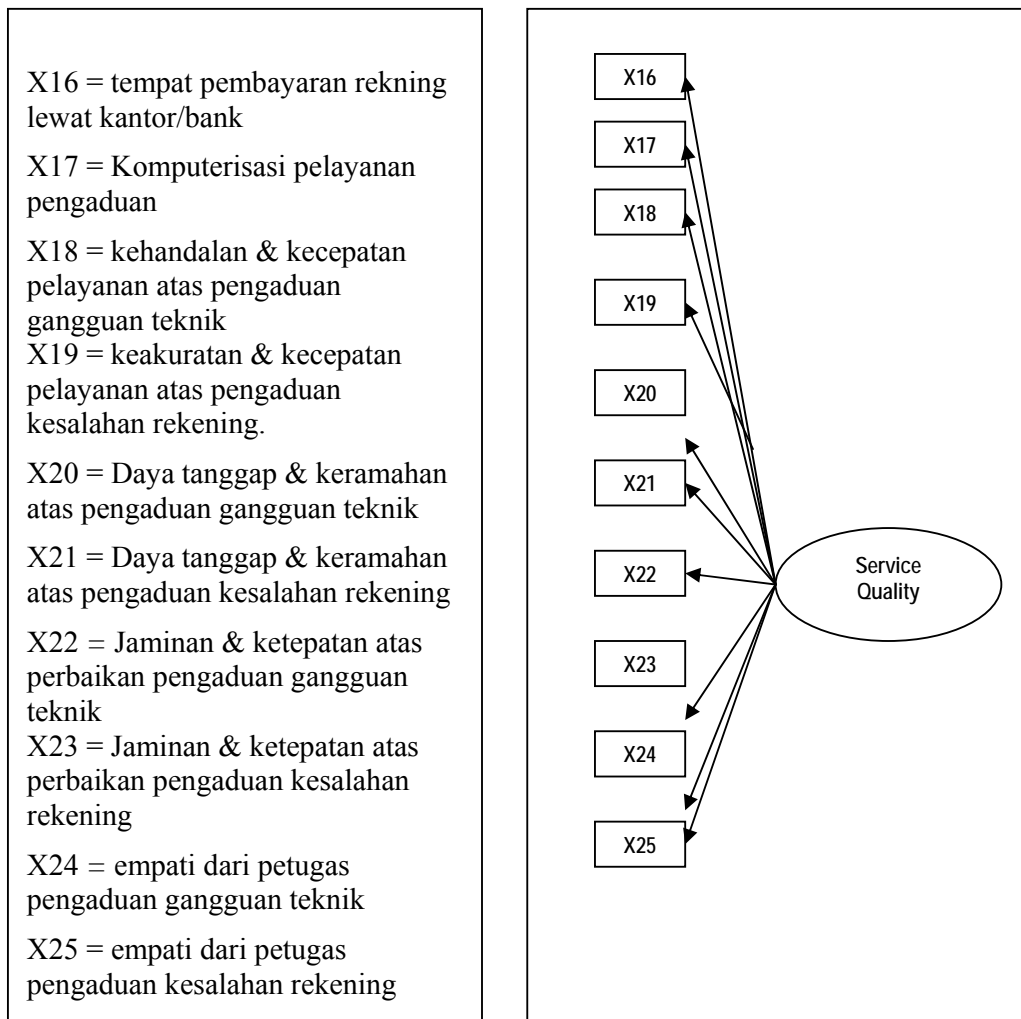 X16 = tempat pembayaran rekning
lewat kantor/bank
X17 = Komputerisasi pelayanan
pengaduan
X18 = kehandalan & kecepatan
pelayanan atas pengaduan
gangguan teknik
X19 = keakuratan & kecepatan
pelayanan atas pengaduan
kesalahan rekening.
X20 = Daya tanggap & keramahan
atas pengaduan gangguan teknik
X21 = Daya tanggap & keramahan
atas pengaduan kesalahan rekening
X22 = Jaminan & ketepatan atas
perbaikan pengaduan gangguan
teknik
X23 = Jaminan & ketepatan atas
perbaikan pengaduan kesalahan
rekening
X24 = empati dari petugas
pengaduan gangguan teknik
X25 = empati dari petugas
pengaduan kesalahan rekening
X16
X17
X18
X19
X20
X21
X22
X23
X24
X25
Service
Quality